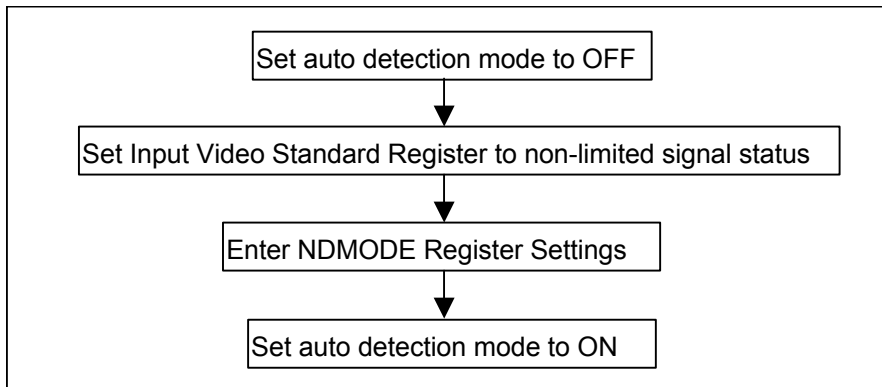 Set auto detection mode to OFF
Set Input Video Standard Register to non-limited signal status
Enter NDMODE Register Settings
Set auto detection mode to ON